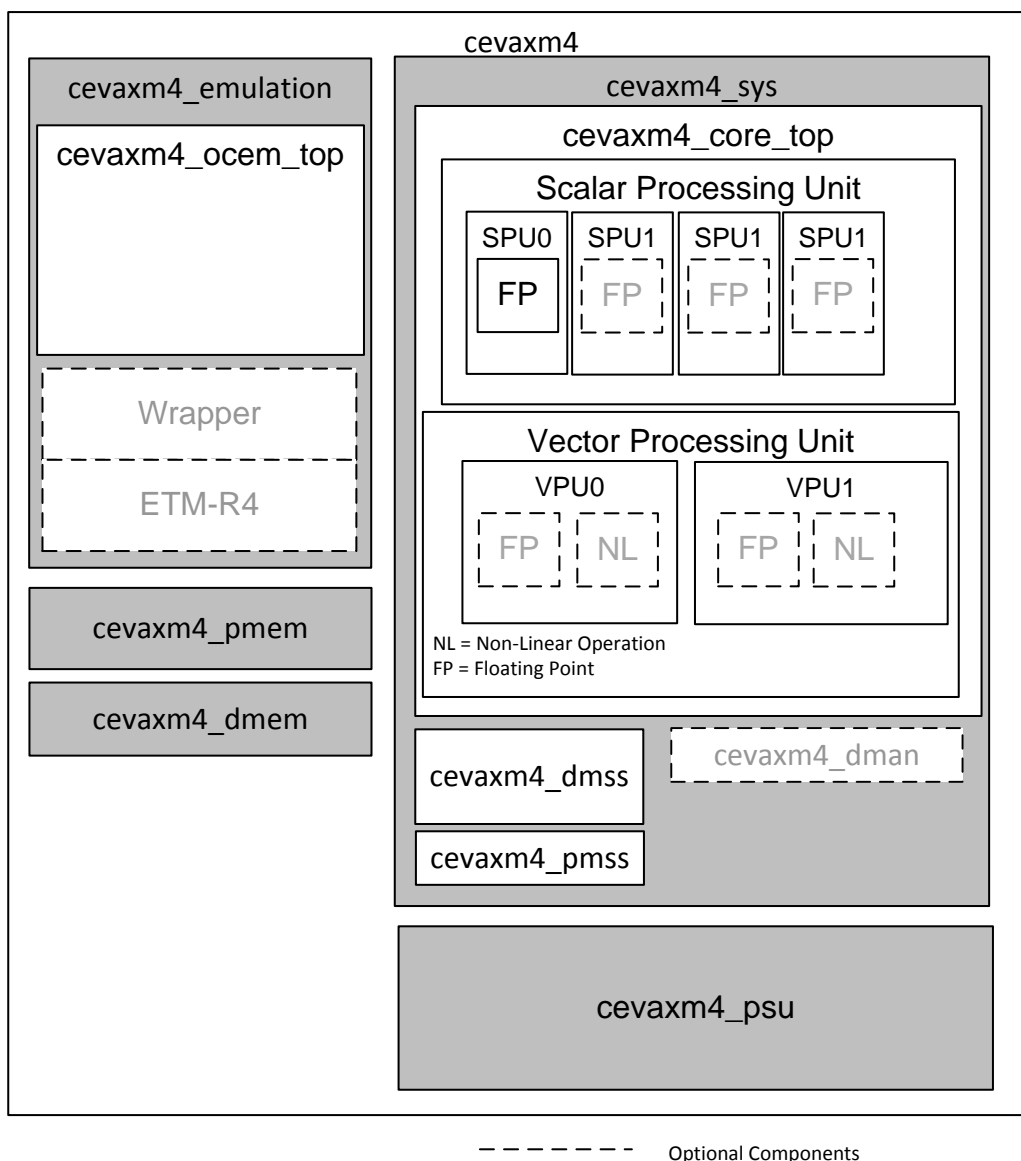 cevaxm4
cevaxm4_emulation
cevaxm4_ocem_top
Wrapper
ETM-R4
cevaxm4_pmem
cevaxm4_dmem
cevaxm4_sys
cevaxm4_core_top
Scalar Processing Unit
SPU0 SPU1 SPU1 SPU1
FP FP FP FP
Vector Processing Unit
VPU0 VPU1
FP NL FP NL
NL = Non-Linear Operation
FP = Floating Point
cevaxm4_dmss
cevaxm4_dman
cevaxm4_pmss
cevaxm4_psu
Optional Components